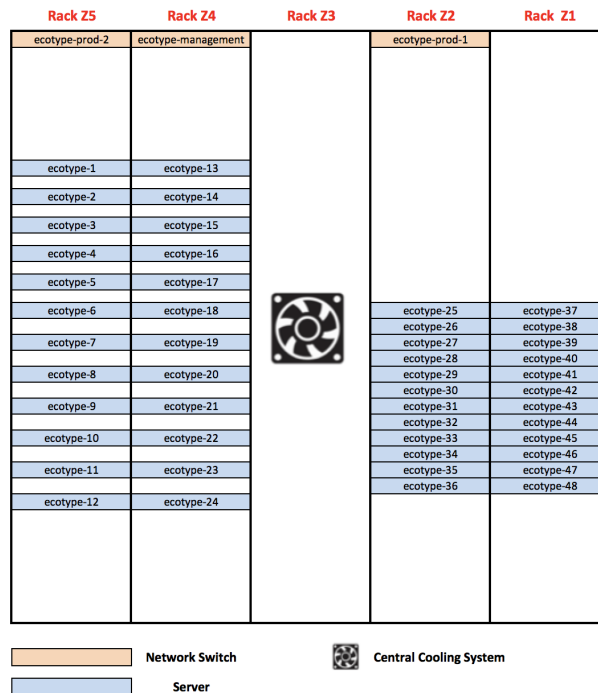 Rack Z5 Rack Z4 Rack Z3 Rack Z2 Rack Z1
ecotype-prod-2 ecotype-management ecotype-prod-1
ecotype-1 ecotype-13
ecotype-2 ecotype-14
ecotype-3 ecotype-15
ecotype-4 ecotype-16
ecotype-5 ecotype-17
ecotype-6 ecotype-18 ecotype-25 ecotype-37
ecotype-26 ecotype-38
ecotype-7 ecotype-19 ecotype-27 ecotype-39
ecotype-28 ecotype-40
ecotype-8 ecotype-20 ecotype-29 ecotype-41
ecotype-30 ecotype-42
ecotype-9 ecotype-21 ecotype-31 ecotype-43
ecotype-32 ecotype-44
ecotype-10 ecotype-22 ecotype-33 ecotype-45
ecotype-34 ecotype-46
ecotype-11 ecotype-23 ecotype-35 ecotype-47
ecotype-36 ecotype-48
ecotype-12 ecotype-24
Network Switch Central Cooling System
Server